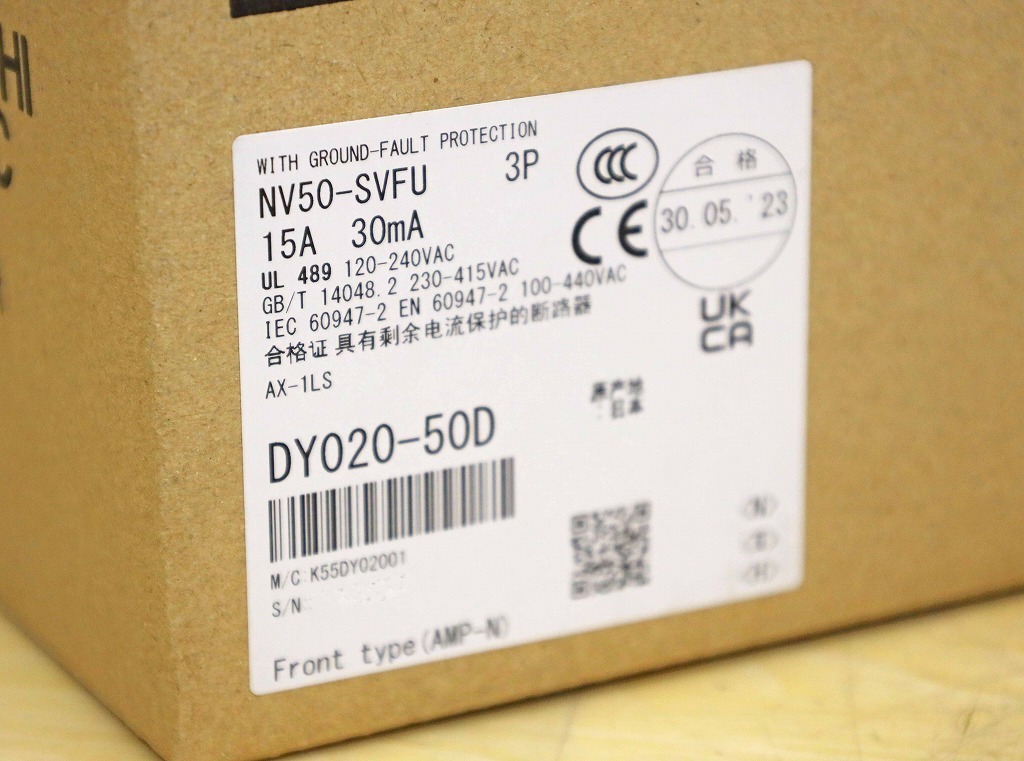 WITH GROUND-FAULT PROTECTION
NV50-SVFU 3P
15A 30mA
UL 489 120-240VAC
GB/T 14048.2 230-415VAC
IEC 60947-2 EN 60947-2 100-440VAC
合格证 具有剩余电流保护的断路器
AX-1LS
CCC
CE
合格
30.05.'23
UK
CA
原产地
:日本
DY020-50D
M/C:K55DY02001
S/N
Front type(AMP-N)
HI